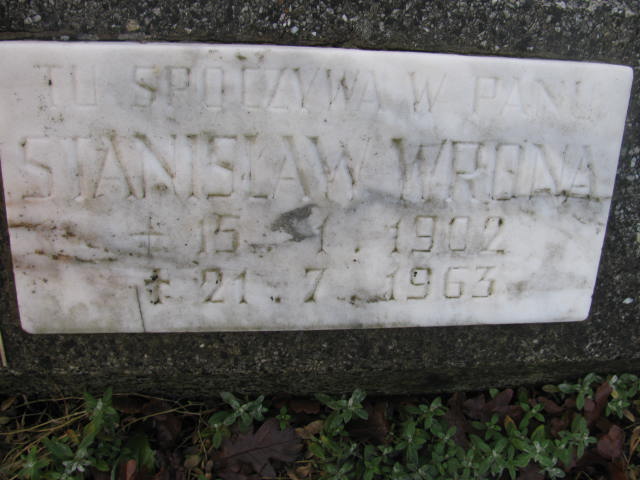 TU SPOCZYWA W PANU
STANISŁAW WRONA
+ 15. 1. 1902
+ 21. 7. 1963